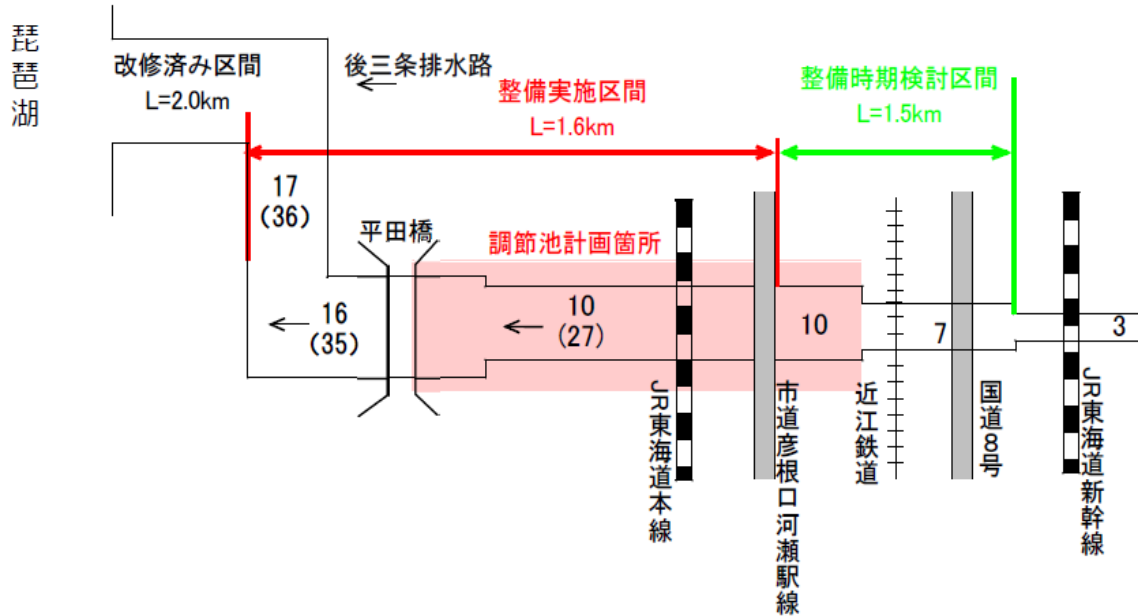 琵琶湖
改修済み区間
L=2.0km
後三条排水路
←
整備実施区間
L=1.6km
整備時期検討区間
L=1.5km
17
(36)
平田橋
調節池計画箇所
← 16
(35)
← 10
(27)
10
7
3
JR東海道本線
市道彦根口河瀬駅線
近江鉄道
国道8号
JR東海道新幹線